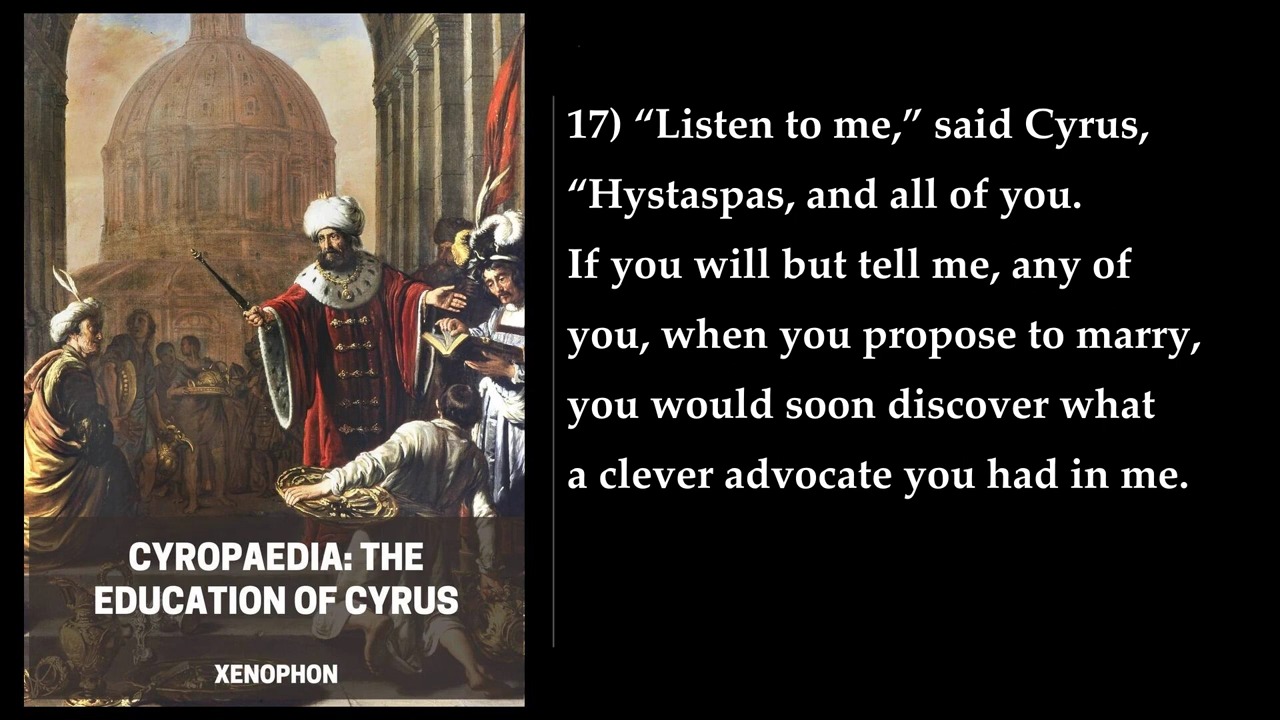 CYROPAEDIA: THE
EDUCATION OF CYRUS
XENOPHON
17) “Listen to me,” said Cyrus,
“Hystaspas, and all of you.
If you will but tell me, any of
you, when you propose to marry,
you would soon discover what
a clever advocate you had in me.